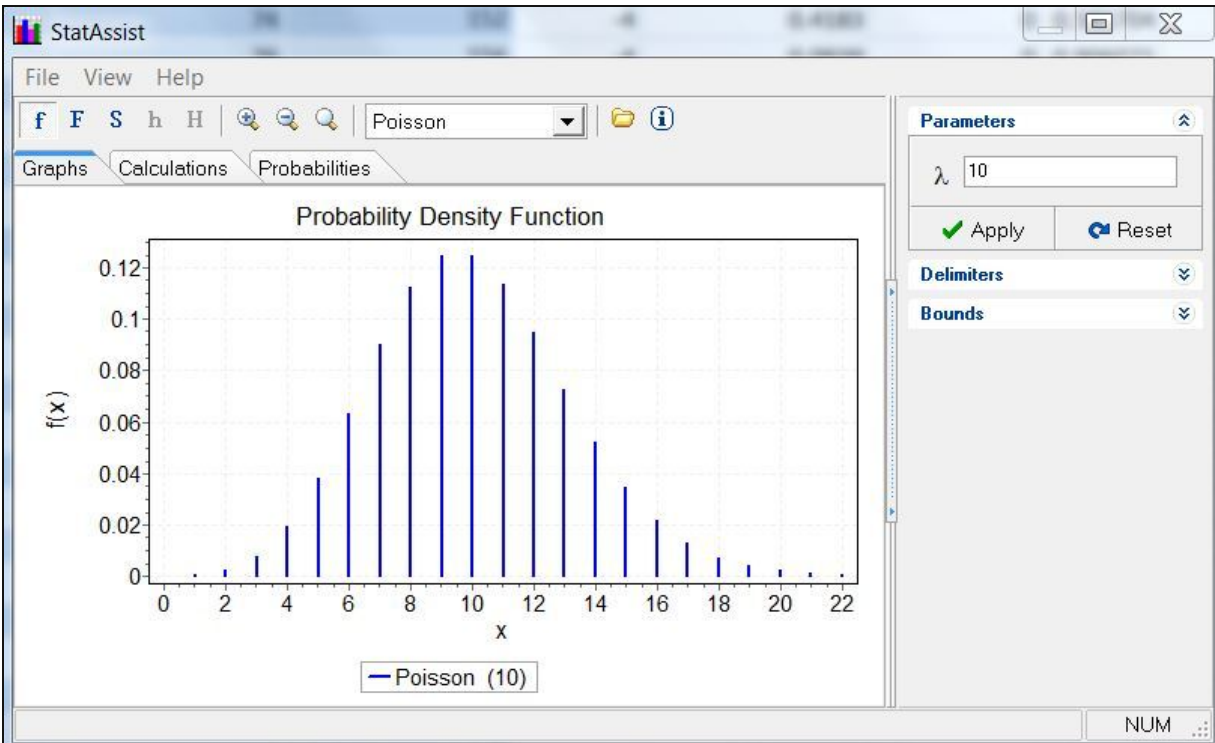 StatAssist
File View Help
f F S h H Poisson
Parameters
λ 10
Apply Reset
Delimiters
Bounds
Graphs Calculations Probabilities
Probability Density Function
f(x)
0.12
0.1
0.08
0.06
0.04
0.02
0
0 2 4 6 8 10 12 14 16 18 20 22
x
Poisson (10)
NUM